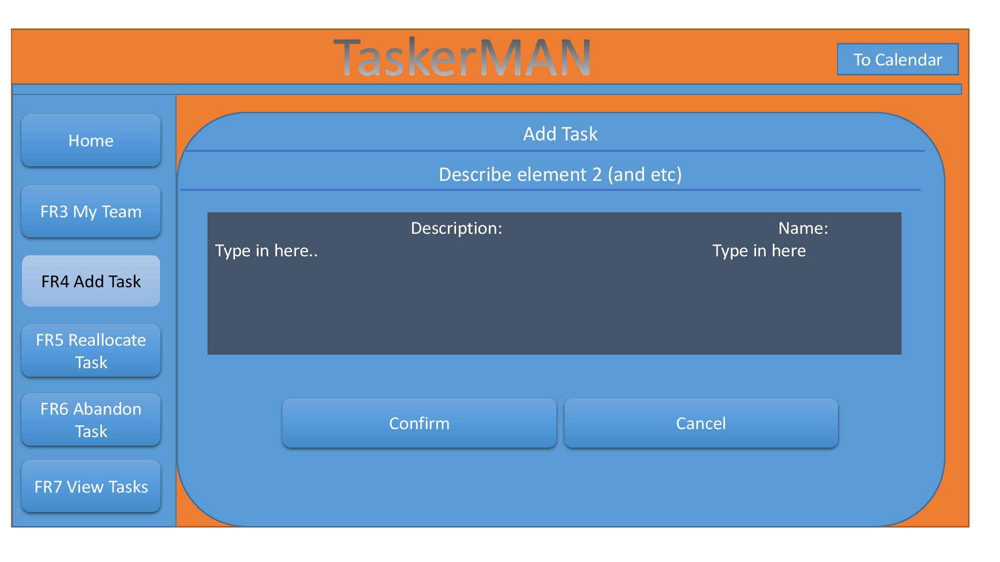 TaskerMAN
To Calendar
Home
FR3 My Team
FR4 Add Task
FR5 Reallocate
Task
FR6 Abandon
Task
FR7 View Tasks
Add Task
Describe element 2 (and etc)
Description: Name:
Type in here.. Type in here
Confirm
Cancel